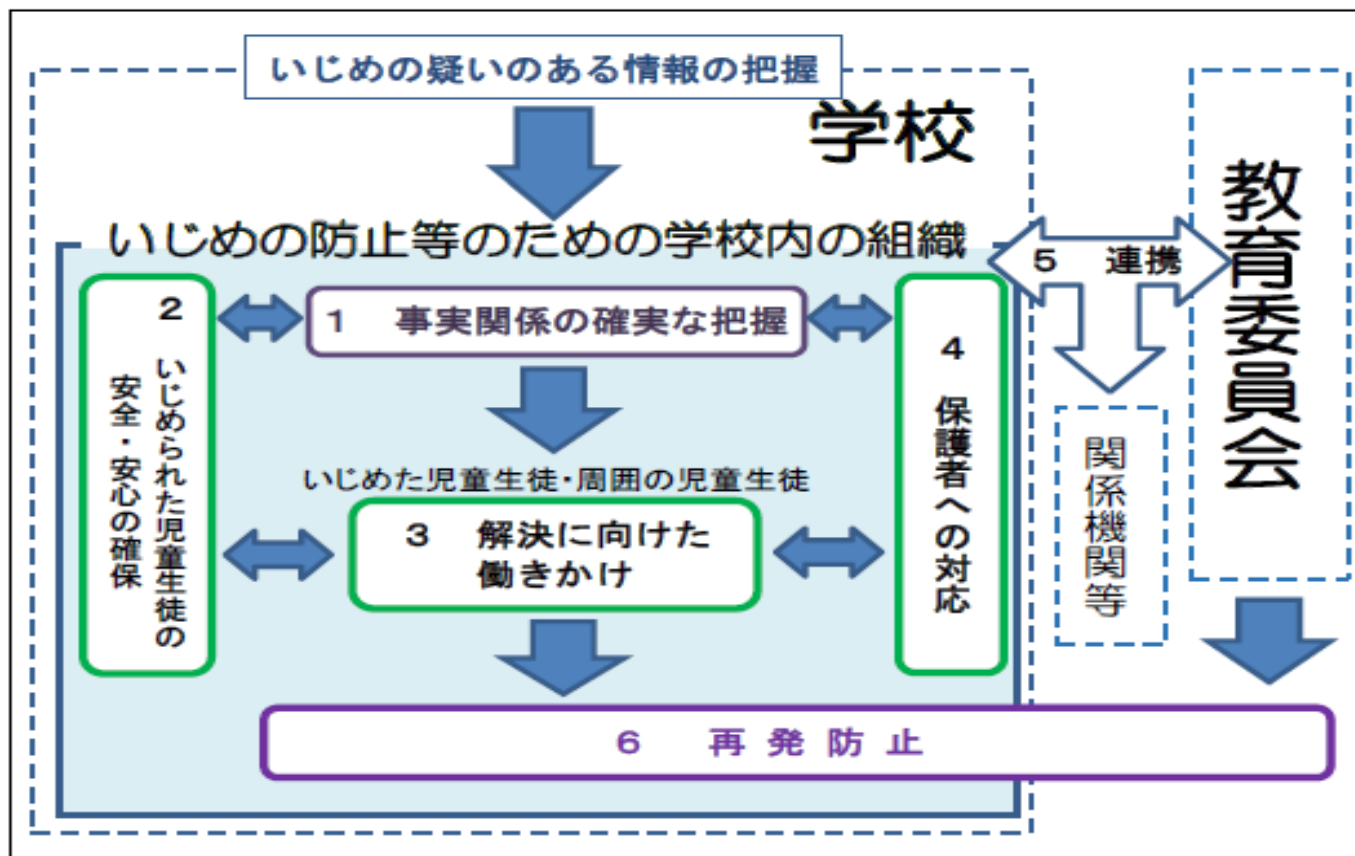 いじめの疑いのある情報の把握
学校
いじめの防止等のための学校内の組織
1 事実関係の確実な把握
2 いじめられた児童生徒の
安全・安心の確保
いじめた児童生徒・周囲の児童生徒
3 解決に向けた
働きかけ
4 保護者への対応
5 連携
関係機関等
教育委員会
6 再発防止